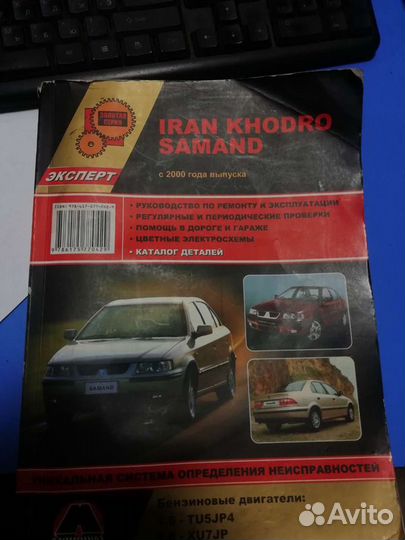 ЗОЛОТАЯ СЕРИЯ
ЭКСПЕРТ
IRAN KHODRO
SAMAND
с 2000 года выпуска
• РУКОВОДСТВО ПО РЕМОНТУ И ЭКСПЛУАТАЦИИ
• РЕГУЛЯРНЫЕ И ПЕРИОДИЧЕСКИЕ ПРОВЕРКИ
• ПОМОЩЬ В ДОРОГЕ И ГАРАЖЕ
• ЦВЕТНЫЕ ЭЛЕКТРОСХЕМЫ
• КАТАЛОГ ДЕТАЛЕЙ
SAMAND
УНИКАЛЬНАЯ СИСТЕМА ОПРЕДЕЛЕНИЯ НЕИСПРАВНОСТЕЙ
Бензиновые двигатели:
- TU5JP4
- XU7JP
Avito